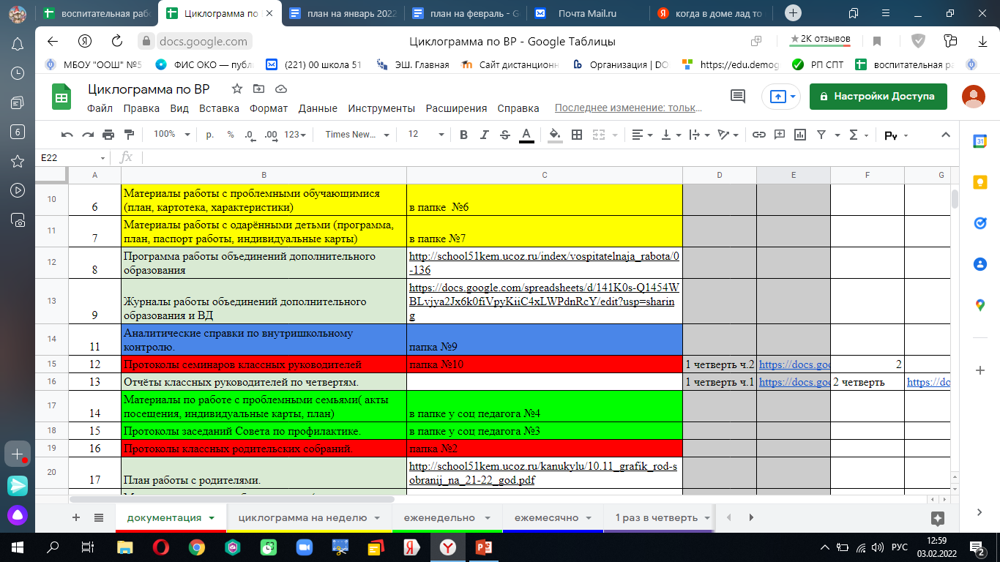 воспитательная раб
Циклограмма по
план на январь 2022
план на февраль - G
Почта Mail.ru
когда в доме лад то
docs.google.com
Циклограмма по ВР - Google Таблицы
2К отзывов
МБОУ "ООШ" №5
ФИС ОКО — публ
(221) 00 школа 51
ЭШ. Главная
Сайт дистанционн
Организация | DO
https://edu.demog
РП СПТ
воспитательная ра
Циклограмма по ВР
Настройки Доступа
Файл Правка Вид Вставка Формат Данные Инструменты Расширения Справка Последнее изменение: тольк…
100% р. % .0 .00 123 Times New... 12
E22
fx
A B C D E F G
10 6 Материалы работы с проблемными обучающимися
(план, картотека, характеристики) в папке №6
11 7 Материалы работы с одарёнными детьми (программа,
план, паспорт работы, индивидуальные карты) в папке №7
12 8 Программа работы объединений дополнительного
образования
http://school51kem.ucoz.ru/index/vospitatelnaja_rabota/0
-136
13 9 Журналы работы объединений дополнительного
образования и ВД
https://docs.google.com/spreadsheets/d/141K0s-Q1454W
BLvjya2Jx6k0fiVpyKiiC4xLWPdnRcY/edit?usp=sharin
g
14 11 Аналитические справки по внутришкольному
контролю. папка №9
15 12 Протоколы семинаров классных руководителей папка №10 1 четверть ч.2 https://docs.goo 2
16 13 Отчёты классных руководителей по четвертям. 1 четверть ч.1 https://docs.goo 2 четверть https://do
17 14 Материалы по работе с проблемными семьями( акты
посещения, индивидуальные карты, план) в папке у соц педагога №4
18 15 Протоколы заседаний Совета по профилактике. в папке у соц педагога №3
19 16 Протоколы классных родительских собраний. папка №2
20 17 План работы с родителями.
http://school51kem.ucoz.ru/kanukylu/10.11_grafik_rod-s
obranij_na_21-22_god.pdf
документация циклограмма на неделю еженедельно ежемесячно 1 раз в четверть
РУС
12:59
03.02.2022
2
6
31